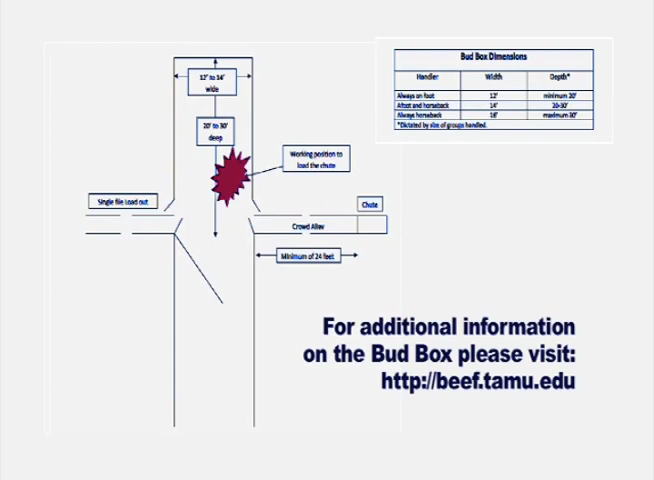 Bud Box Dimensions
Handler Width Depth*
Always on foot 12' minimum 20'
Afoot and horseback 14' 20-30'
Always horseback 16' maximum 30'
*Dictated by size of groups handled.
12' to 14'
wide
20' to 30'
deep
Working position to
load the chute
Single file Load out
Chute
Crowd Alley
Minimum of 24 feet
For additional information
on the Bud Box please visit:
http://beef.tamu.edu